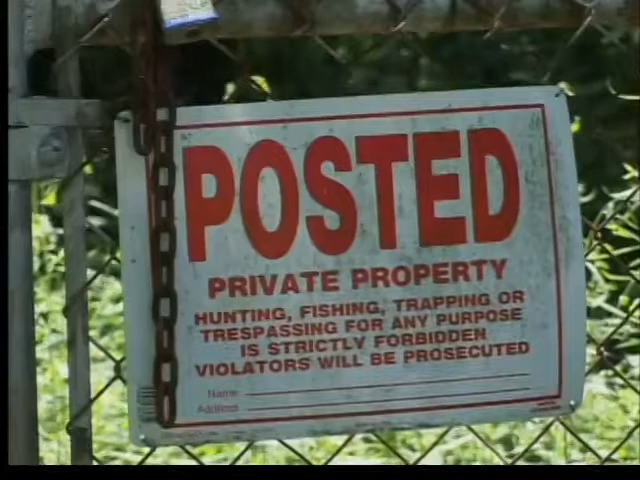 POSTED
PRIVATE PROPERTY
HUNTING, FISHING, TRAPPING OR
TRESPASSING FOR ANY PURPOSE
IS STRICTLY FORBIDDEN
VIOLATORS WILL BE PROSECUTED
Name
Address